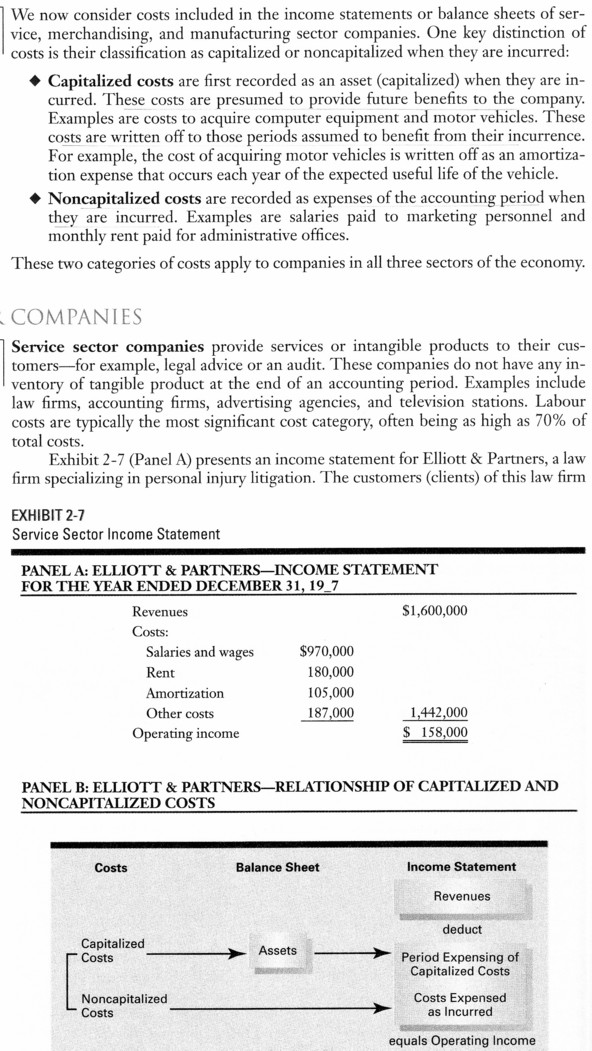 We now consider costs included in the income statements or balance sheets of ser-
vice, merchandising, and manufacturing sector companies. One key distinction of
costs is their classification as capitalized or noncapitalized when they are incurred:
◆ Capitalized costs are first recorded as an asset (capitalized) when they are in-
curred. These costs are presumed to provide future benefits to the company.
Examples are costs to acquire computer equipment and motor vehicles. These
costs are written off to those periods assumed to benefit from their incurrence.
For example, the cost of acquiring motor vehicles is written off as an amortiza-
tion expense that occurs each year of the expected useful life of the vehicle.
◆ Noncapitalized costs are recorded as expenses of the accounting period when
they are incurred. Examples are salaries paid to marketing personnel and
monthly rent paid for administrative offices.
These two categories of costs apply to companies in all three sectors of the economy.
COMPANIES
Service sector companies provide services or intangible products to their cus-
tomers—for example, legal advice or an audit. These companies do not have any in-
ventory of tangible product at the end of an accounting period. Examples include
law firms, accounting firms, advertising agencies, and television stations. Labour
costs are typically the most significant cost category, often being as high as 70% of
total costs.
Exhibit 2-7 (Panel A) presents an income statement for Elliott & Partners, a law
firm specializing in personal injury litigation. The customers (clients) of this law firm
EXHIBIT 2-7
Service Sector Income Statement
PANEL A: ELLIOTT & PARTNERS—INCOME STATEMENT
FOR THE YEAR ENDED DECEMBER 31, 19_7
Revenues $1,600,000
Costs:
Salaries and wages $970,000
Rent 180,000
Amortization 105,000
Other costs 187,000 1,442,000
Operating income $ 158,000
PANEL B: ELLIOTT & PARTNERS—RELATIONSHIP OF CAPITALIZED AND
NONCAPITALIZED COSTS
Costs Balance Sheet Income Statement
Revenues
deduct
Capitalized
Costs
Assets
Period Expensing of
Capitalized Costs
Noncapitalized
Costs
Costs Expensed
as Incurred
equals Operating Income